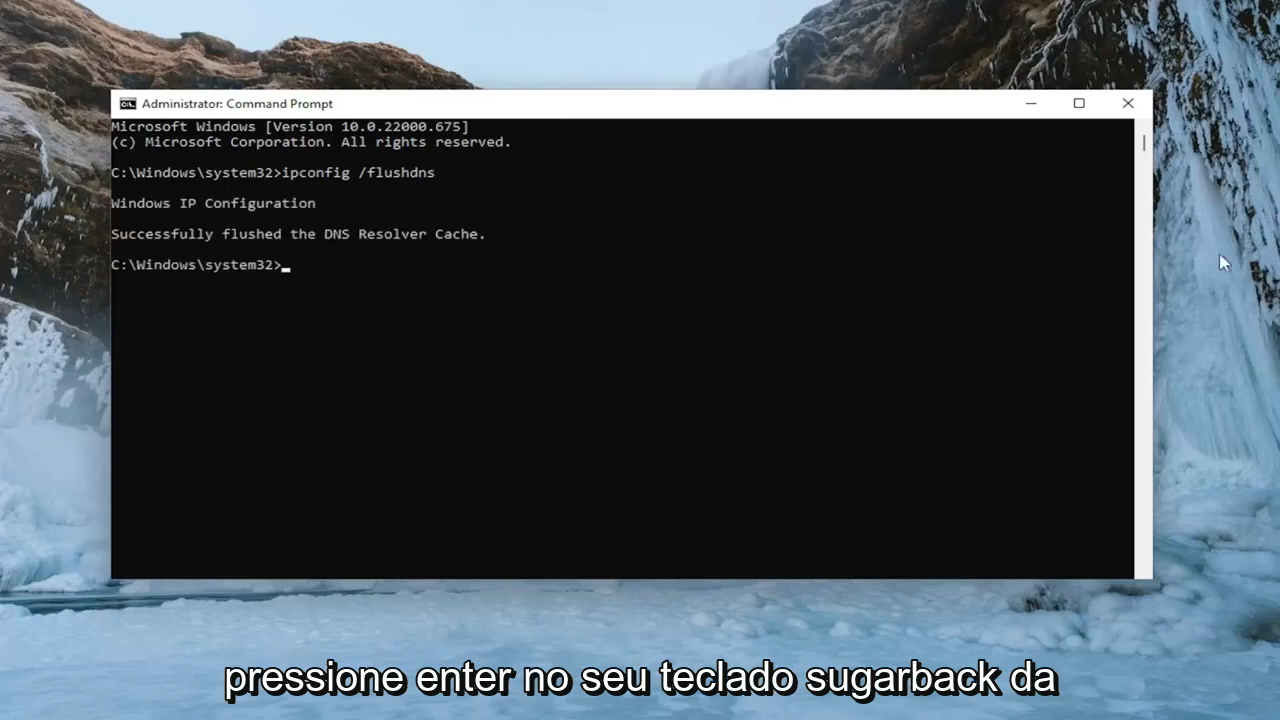 Administrator: Command Prompt
Microsoft Windows [Version 10.0.22000.675]
(c) Microsoft Corporation. All rights reserved.
C:\Windows\system32>ipconfig /flushdns
Windows IP Configuration
Successfully flushed the DNS Resolver Cache.
C:\Windows\system32>
pressione enter no seu teclado sugarback da